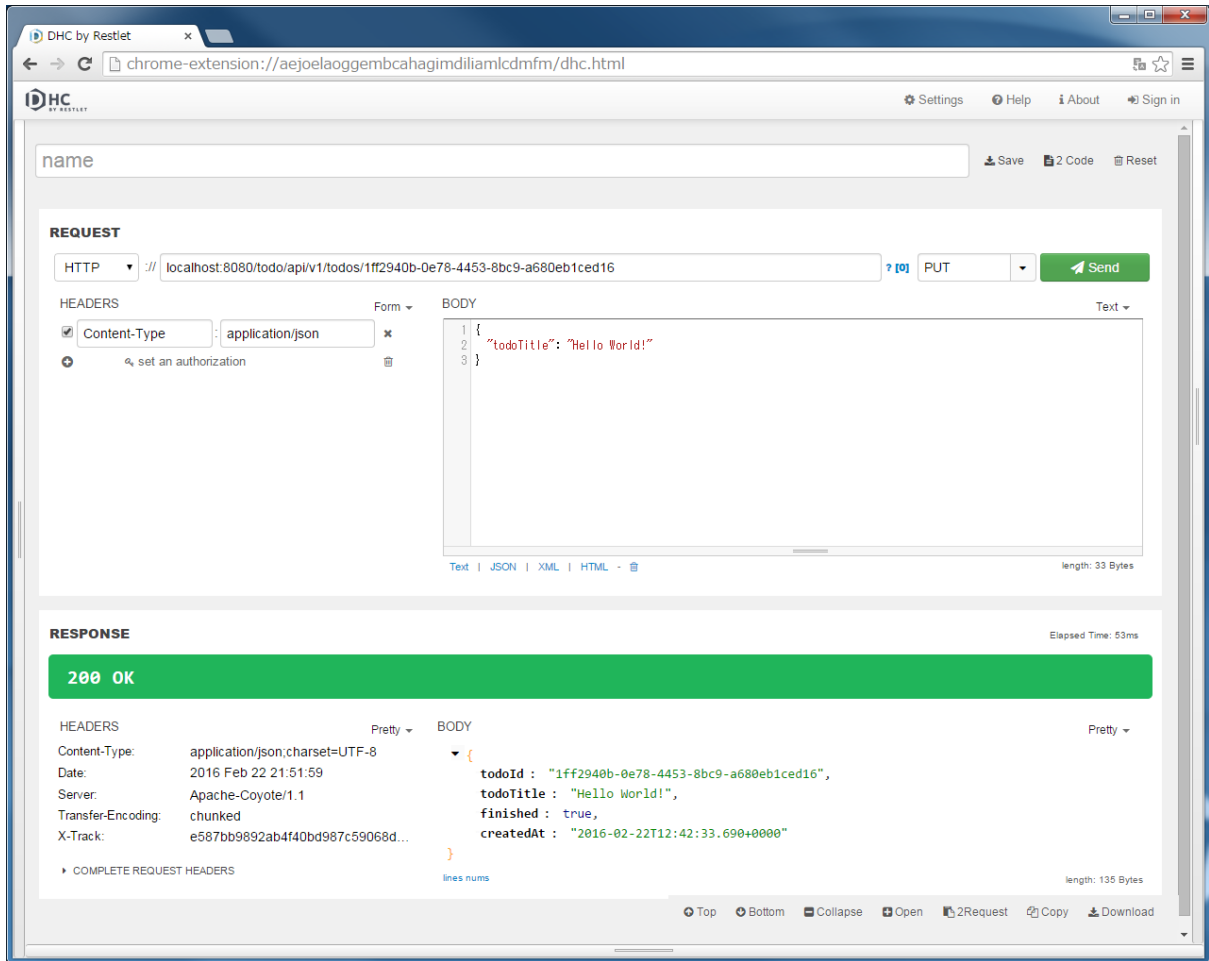 DHC by Restlet
chrome-extension://aejoelaoggembcahagimdiliamlcdmfm/dhc.html
DHC BY RESTLET Settings Help About Sign in
name Save 2 Code Reset
REQUEST
HTTP :// localhost:8080/todo/api/v1/todos/1ff2940b-0e78-4453-8bc9-a680eb1ced16 ? [0] PUT Send
HEADERS Form BODY Text
Content-Type : application/json
set an authorization
1 {
2 "todoTitle": "Hello World!"
3 }
Text | JSON | XML | HTML - length: 33 Bytes
RESPONSE Elapsed Time: 53ms
200 OK
HEADERS Pretty BODY Pretty
Content-Type: application/json;charset=UTF-8
Date: 2016 Feb 22 21:51:59
Server: Apache-Coyote/1.1
Transfer-Encoding: chunked
X-Track: e587bb9892ab4f40bd987c59068d...
COMPLETE REQUEST HEADERS
{
todoId : "1ff2940b-0e78-4453-8bc9-a680eb1ced16",
todoTitle : "Hello World!",
finished : true,
createdAt : "2016-02-22T12:42:33.690+0000"
}
lines nums length: 135 Bytes
Top Bottom Collapse Open 2Request Copy Download